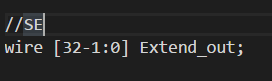 //SE
wire [32-1:0] Extend_out;